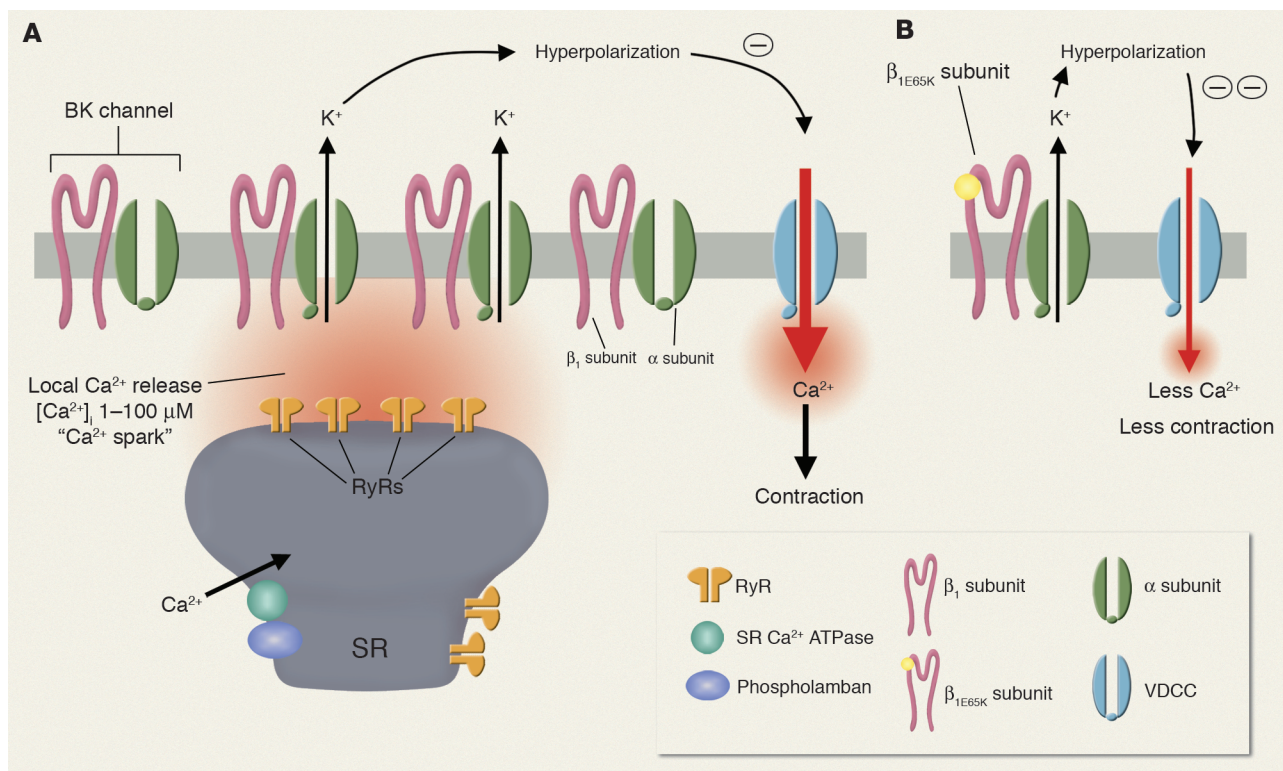 A
BK channel
K⁺
K⁺
Hyperpolarization
−
β₁ subunit
α subunit
Local Ca²⁺ release
[Ca²⁺]ᵢ 1–100 μM
“Ca²⁺ spark”
RyRs
Ca²⁺
SR
Ca²⁺
Contraction
B
β₁E65K subunit
Hyperpolarization
− −
K⁺
Less Ca²⁺
Less contraction
RyR
SR Ca²⁺ ATPase
Phospholamban
β₁ subunit
β₁E65K subunit
α subunit
VDCC